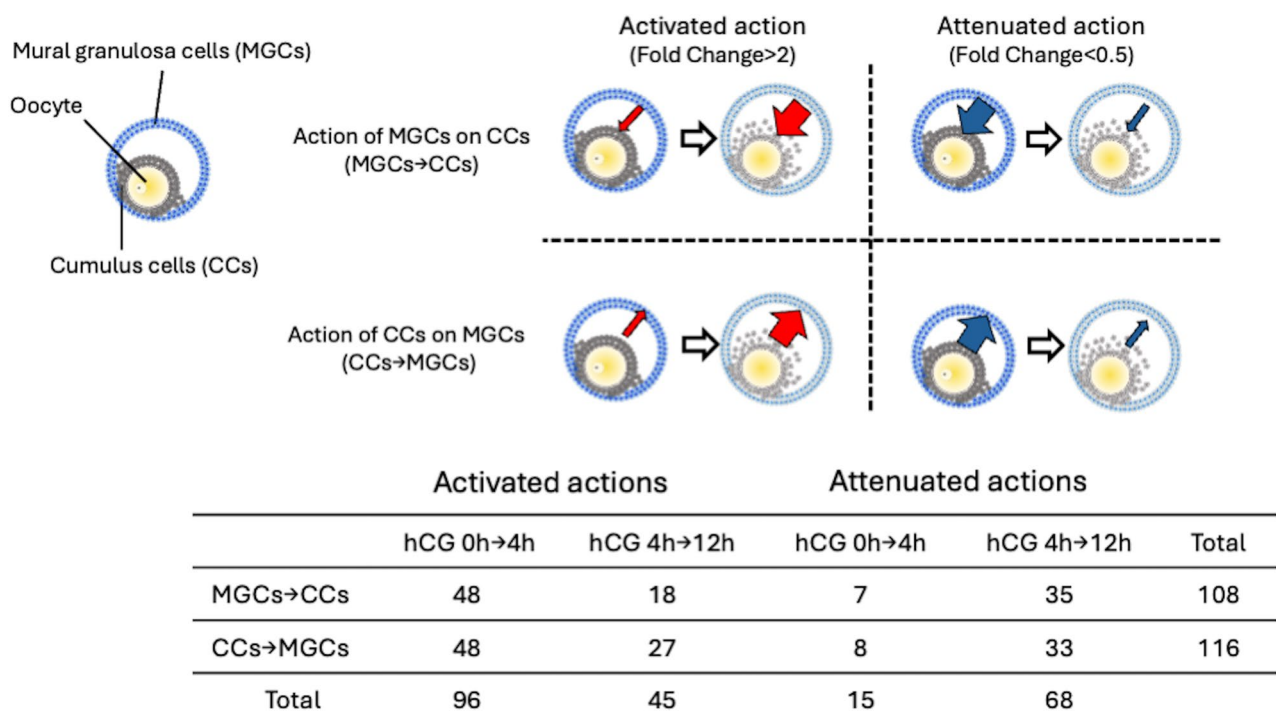 Mural granulosa cells (MGCs)
Oocyte
Cumulus cells (CCs)
Activated action
(Fold Change>2)
Attenuated action
(Fold Change<0.5)
Action of MGCs on CCs
(MGCs→CCs)
Action of CCs on MGCs
(CCs→MGCs)
Activated actions Attenuated actions
hCG 0h→4h hCG 4h→12h hCG 0h→4h hCG 4h→12h Total
MGCs→CCs 48 18 7 35 108
CCs→MGCs 48 27 8 33 116
Total 96 45 15 68